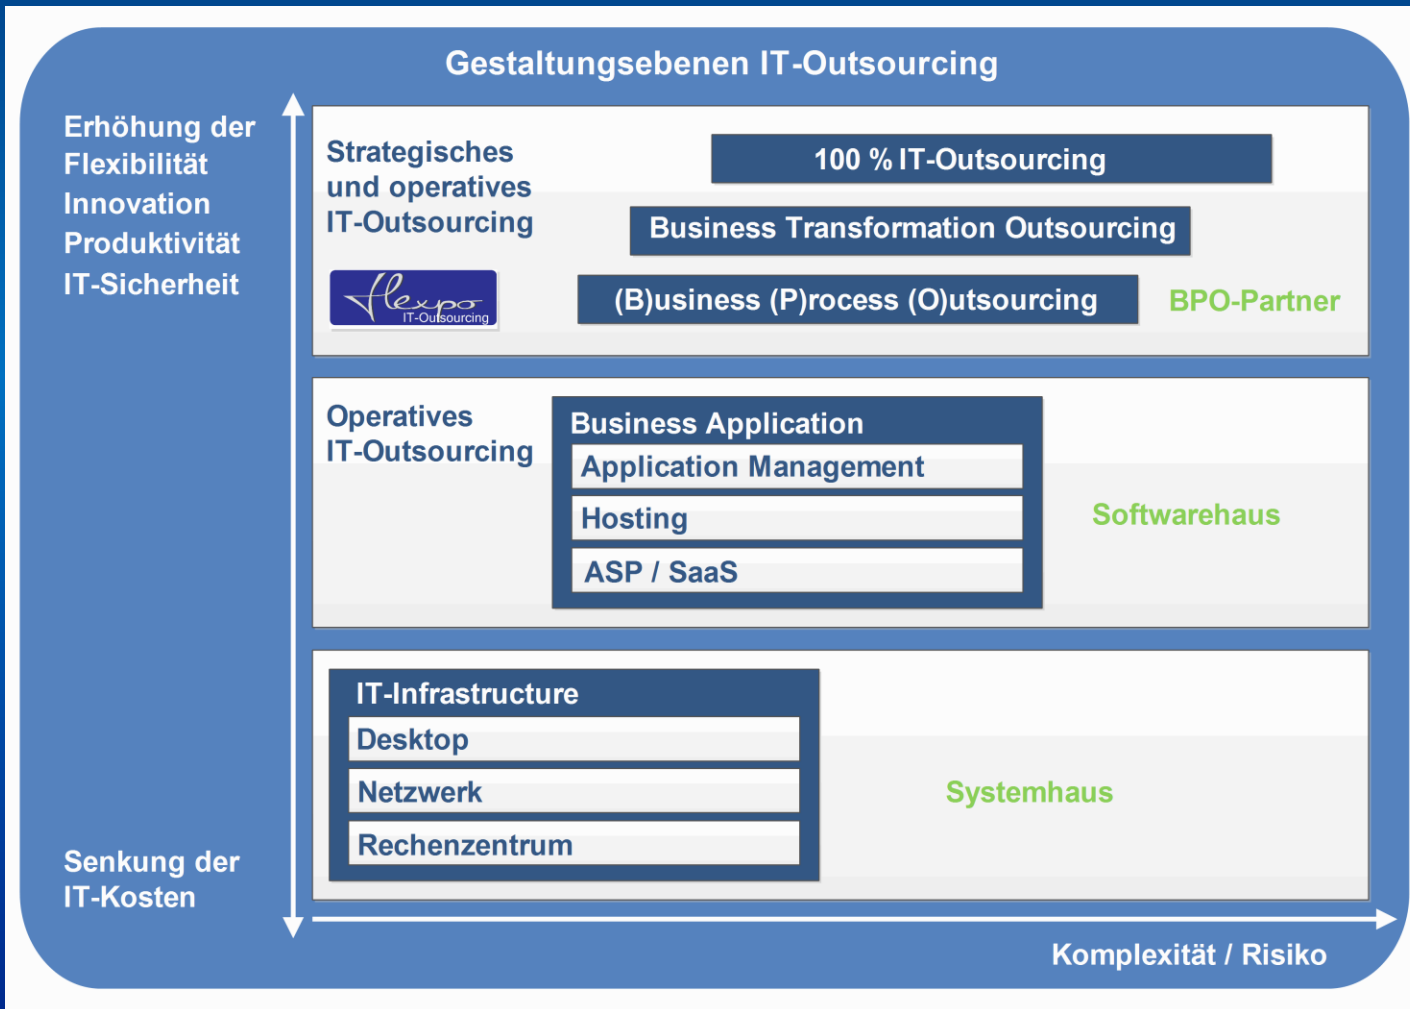 Gestaltungsebenen IT-Outsourcing
Erhöhung der
Flexibilität
Innovation
Produktivität
IT-Sicherheit
Strategisches
und operatives
IT-Outsourcing
flexpo
IT-Outsourcing
100 % IT-Outsourcing
Business Transformation Outsourcing
(B)usiness (P)rocess (O)utsourcing
BPO-Partner
Operatives
IT-Outsourcing
Business Application
Application Management
Hosting
ASP / SaaS
Softwarehaus
IT-Infrastructure
Desktop
Netzwerk
Rechenzentrum
Systemhaus
Senkung der
IT-Kosten
Komplexität / Risiko